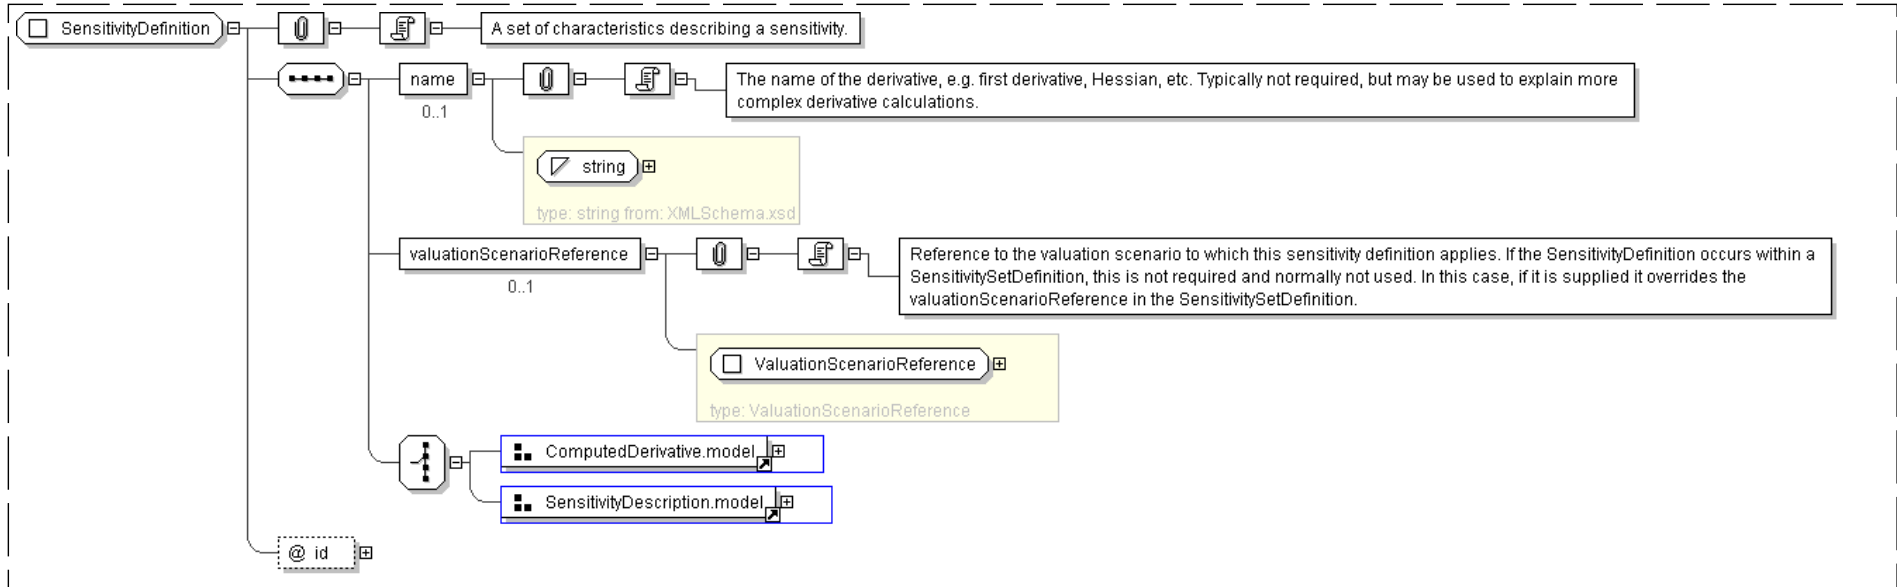 SensitivityDefinition
A set of characteristics describing a sensitivity.
name
The name of the derivative, e.g. first derivative, Hessian, etc. Typically not required, but may be used to explain more
complex derivative calculations.
0..1
string
type: string from: XMLSchema.xsd
valuationScenarioReference
Reference to the valuation scenario to which this sensitivity definition applies. If the SensitivityDefinition occurs within a
SensitivitySetDefinition, this is not required and normally not used. In this case, if it is supplied it overrides the
valuationScenarioReference in the SensitivitySetDefinition.
0..1
ValuationScenarioReference
type: ValuationScenarioReference
ComputedDerivative.model
SensitivityDescription.model
@ id